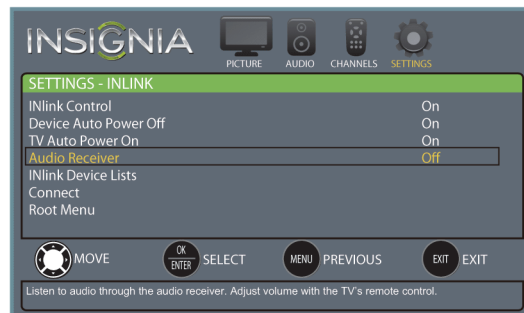 INSIGNIA
PICTURE AUDIO CHANNELS SETTINGS
SETTINGS - INLINK
INlink Control On
Device Auto Power Off On
TV Auto Power On On
Audio Receiver Off
INlink Device Lists
Connect
Root Menu
MOVE OK ENTER SELECT MENU PREVIOUS EXIT EXIT
Listen to audio through the audio receiver. Adjust volume with the TV's remote control.